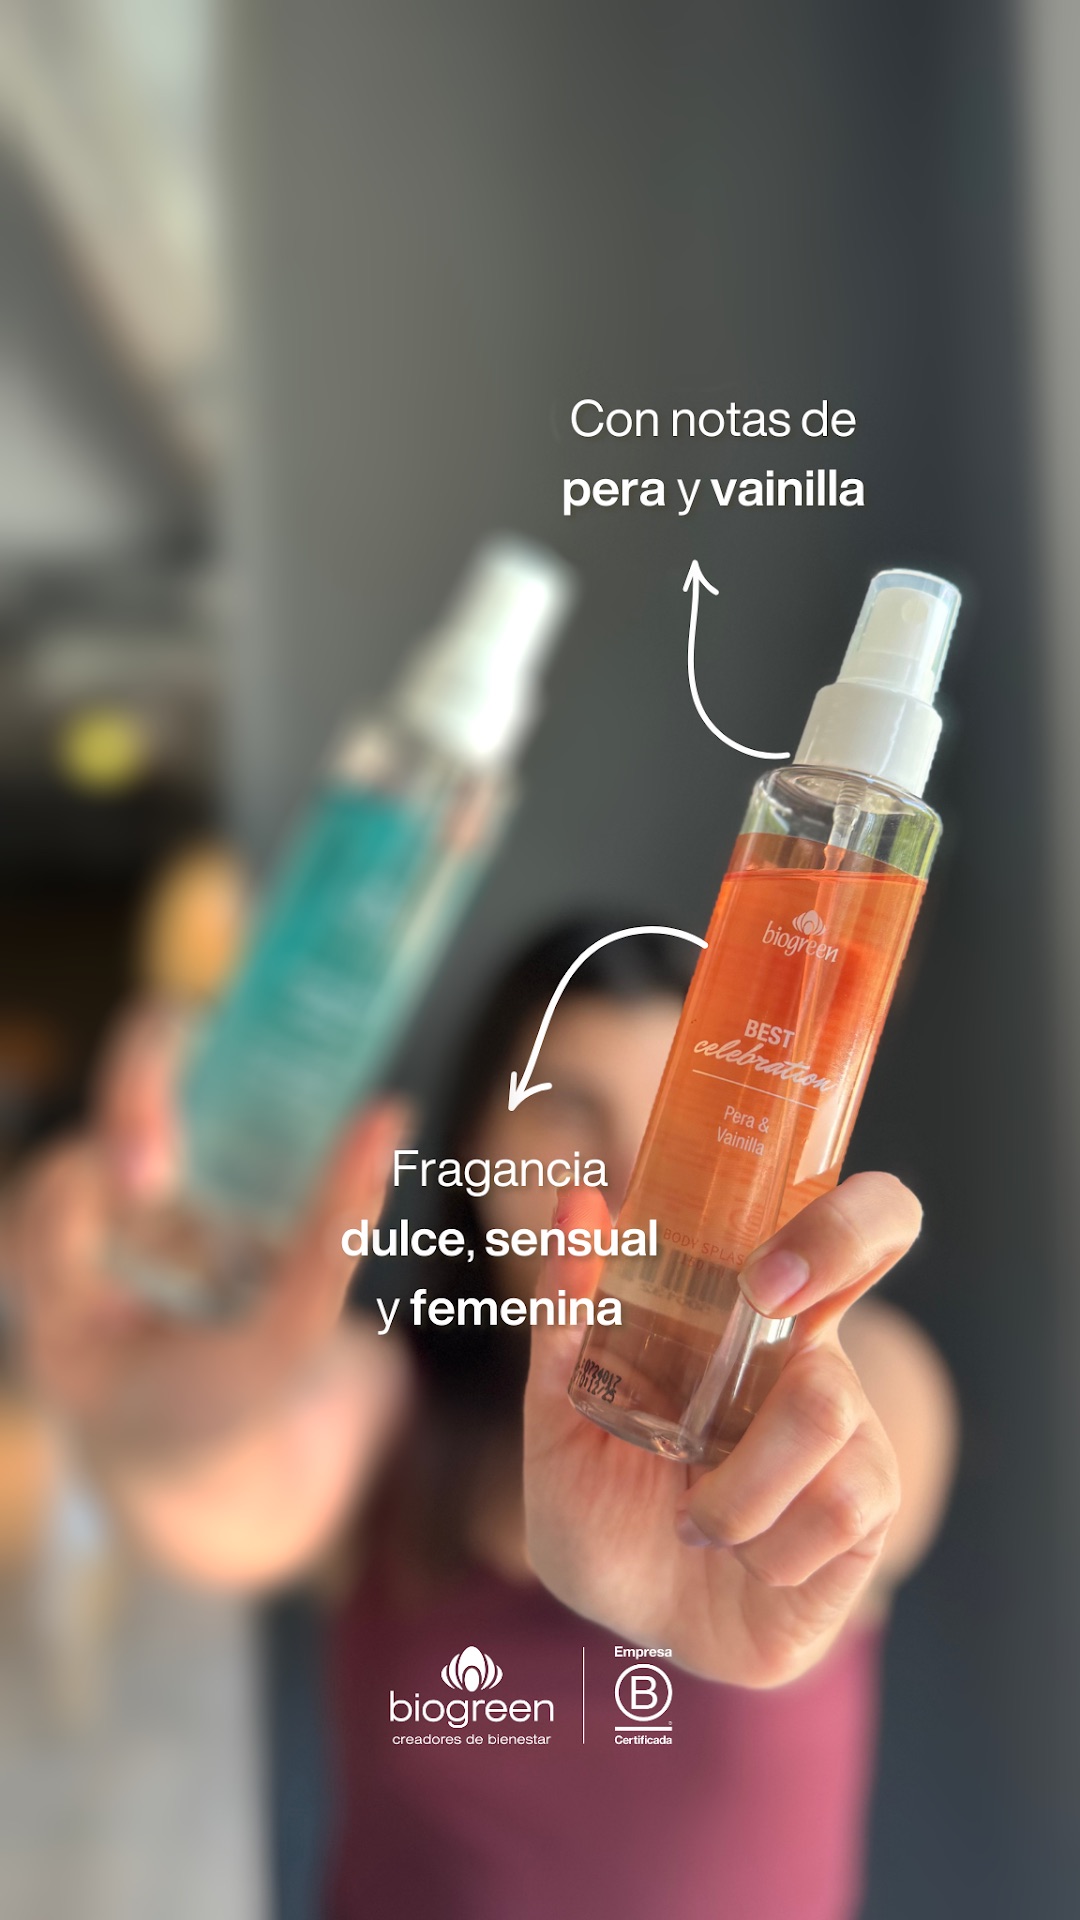 Con notas de
pera y vainilla
biogreen
BEST
celebration
Pera &
Vainilla
Fragancia
dulce, sensual
y femenina
BODY SPLASH
biogreen
creadores de bienestar
Empresa
B
Certificada